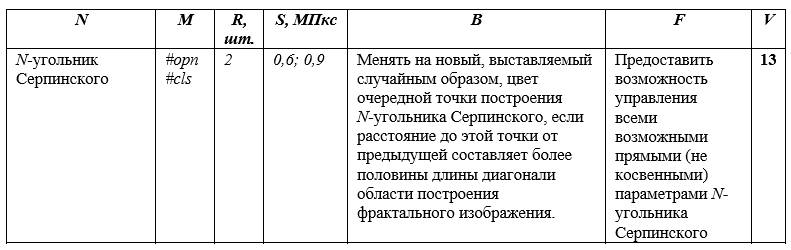 N M R, шт. S, МПкс B F V
N-угольник
Серпинского
#opn
#cls
2
0,6; 0,9
Менять на новый, выставляемый
случайным образом, цвет
очередной точки построения
N-угольника Серпинского, если
расстояние до этой точки от
предыдущей составляет более
половины длины диагонали
области построения
фрактального изображения.
Предоставить
возможность
управления
всеми
возможными
прямыми (не
косвенными)
параметрами N-
угольника
Серпинского
13